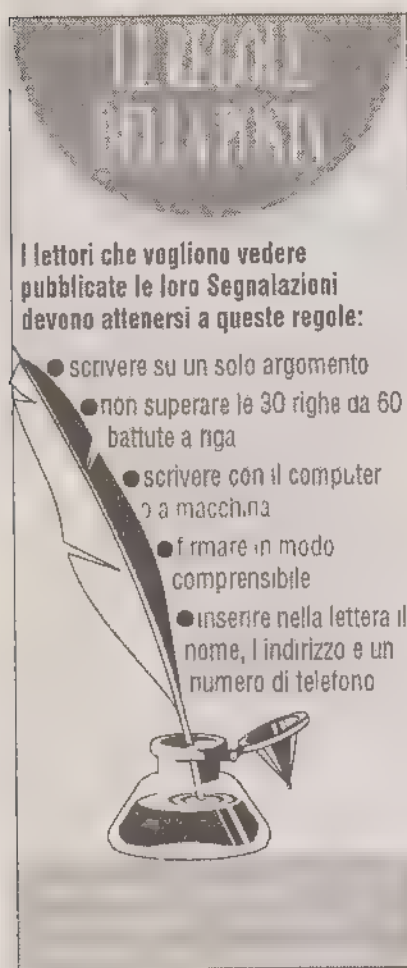 I lettori che vogliono vedere
pubblicate le loro Segnalazioni
devono attenersi a queste regole:
● scrivere su un solo argomento
● non superare le 30 righe da 60
battute a riga
● scrivere con il computer
o a macchina
● firmare in modo
comprensibile
● inserire nella lettera il
nome, l indirizzo e un
numero di telefono